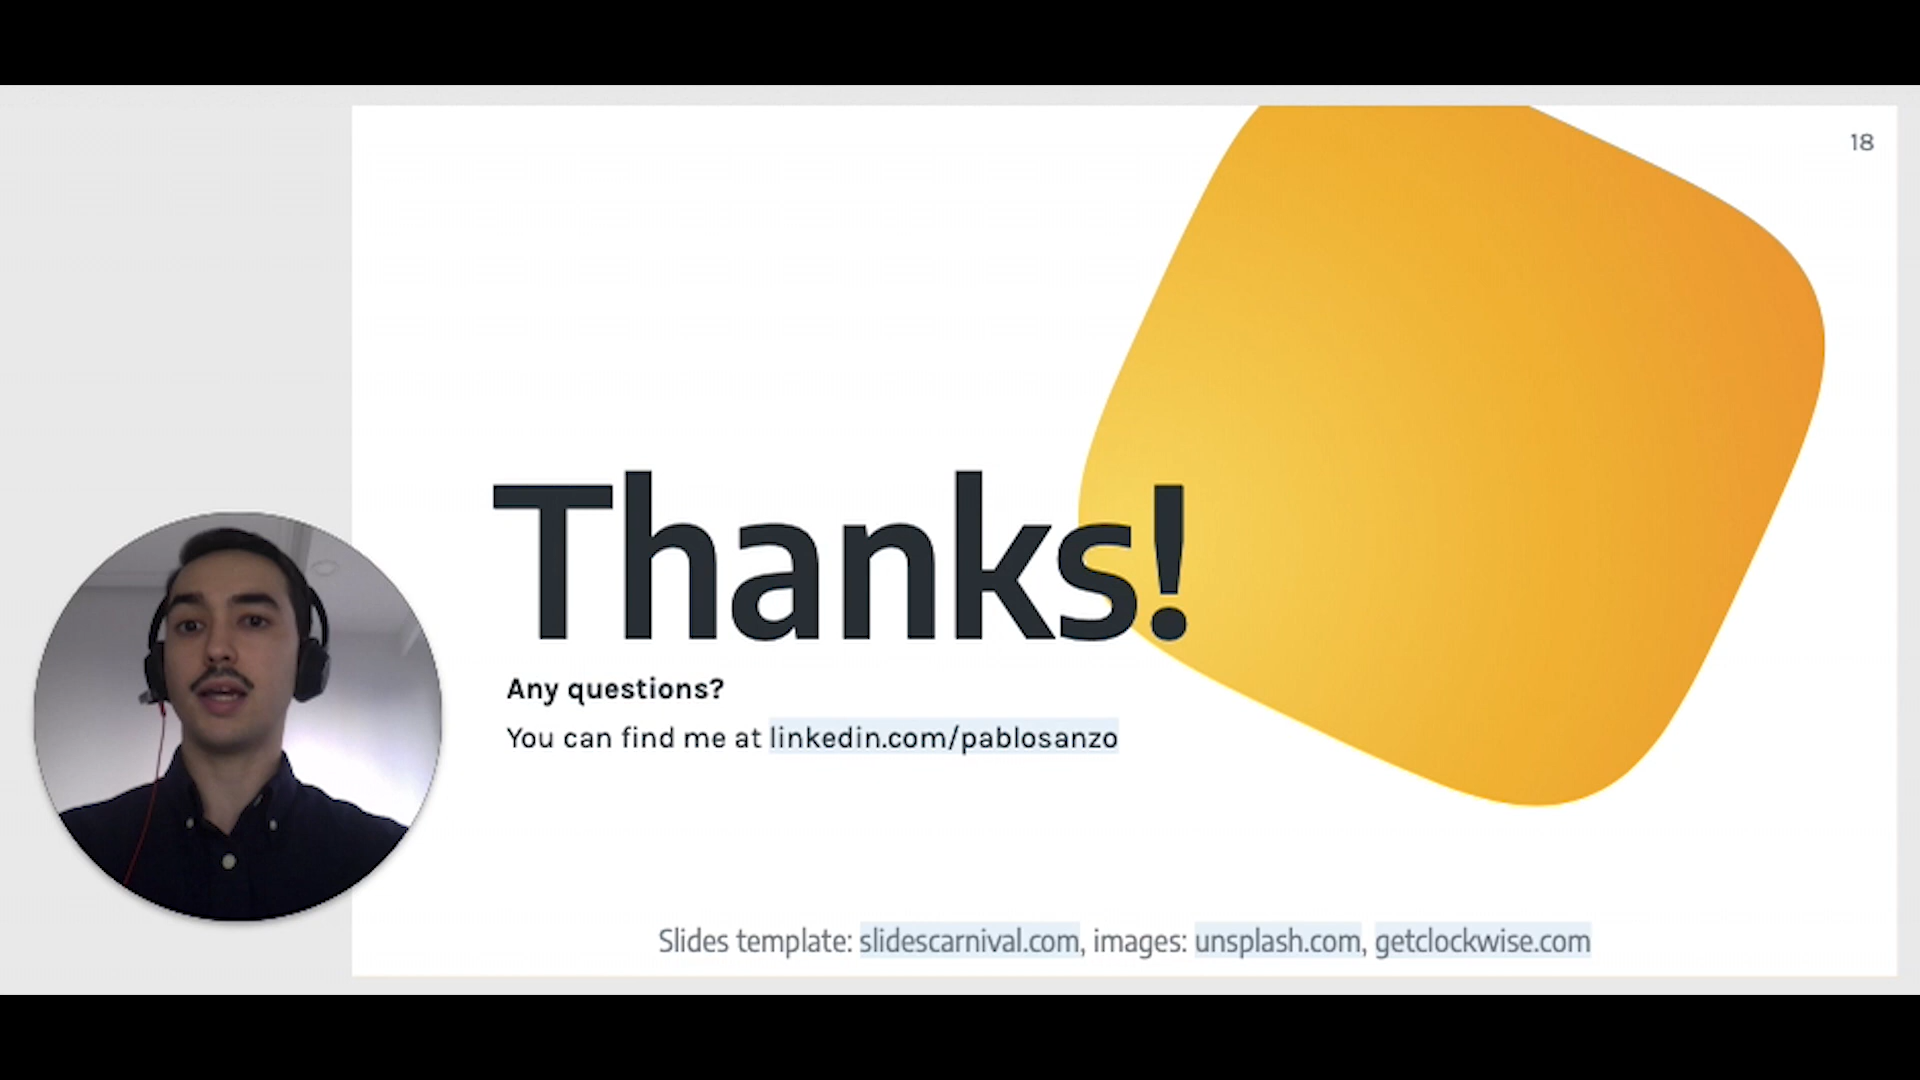 18
Thanks!
Any questions?
You can find me at linkedin.com/pablosanzo
Slides template: slidescarnival.com, images: unsplash.com, getclockwise.com